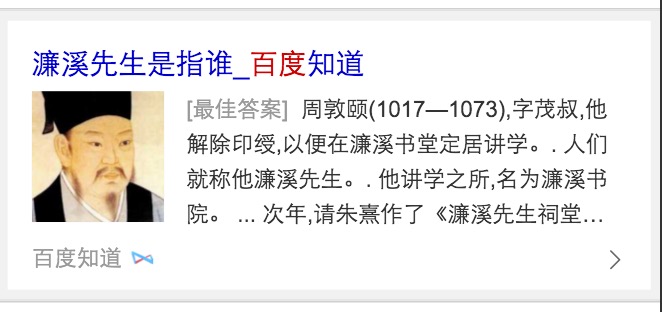 濂溪先生是指谁_百度知道
[最佳答案] 周敦颐(1017—1073),字茂叔,他
解除印绶,以便在濂溪书堂定居讲学。. 人们
就称他濂溪先生。. 他讲学之所,名为濂溪书
院。 ... 次年,请朱熹作了《濂溪先生祠堂...
百度知道